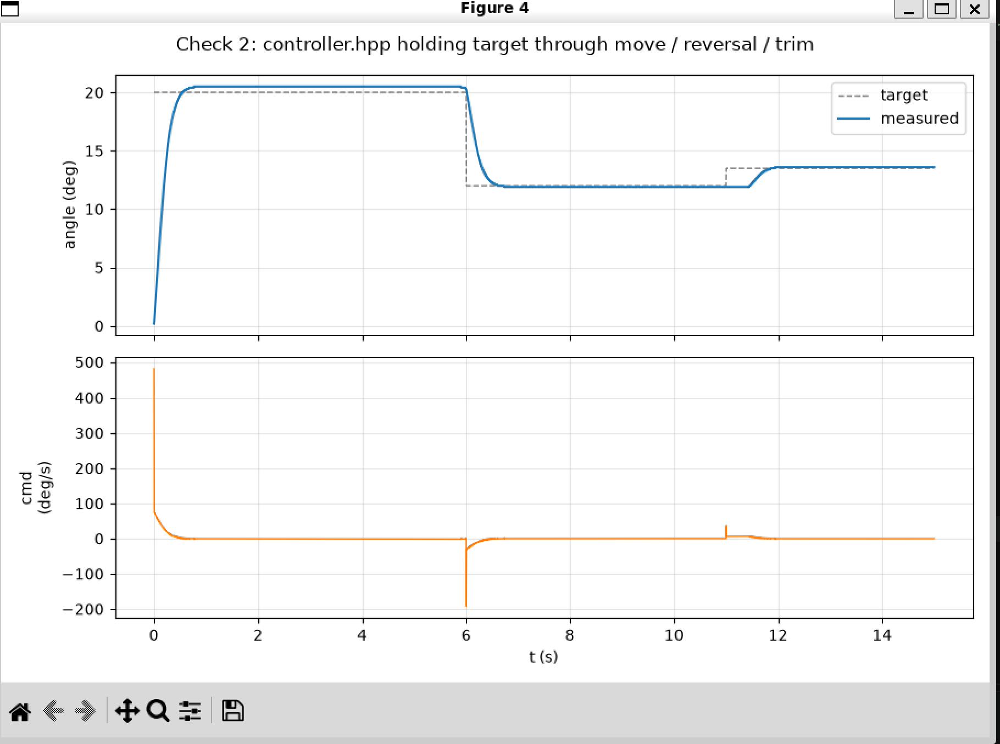 Figure 4
Check 2: controller.hpp holding target through move / reversal / trim
angle (deg)
20
15
10
5
0
target
measured
cmd
(deg/s)
500
400
300
200
100
0
−100
−200
0 2 4 6 8 10 12 14
t (s)